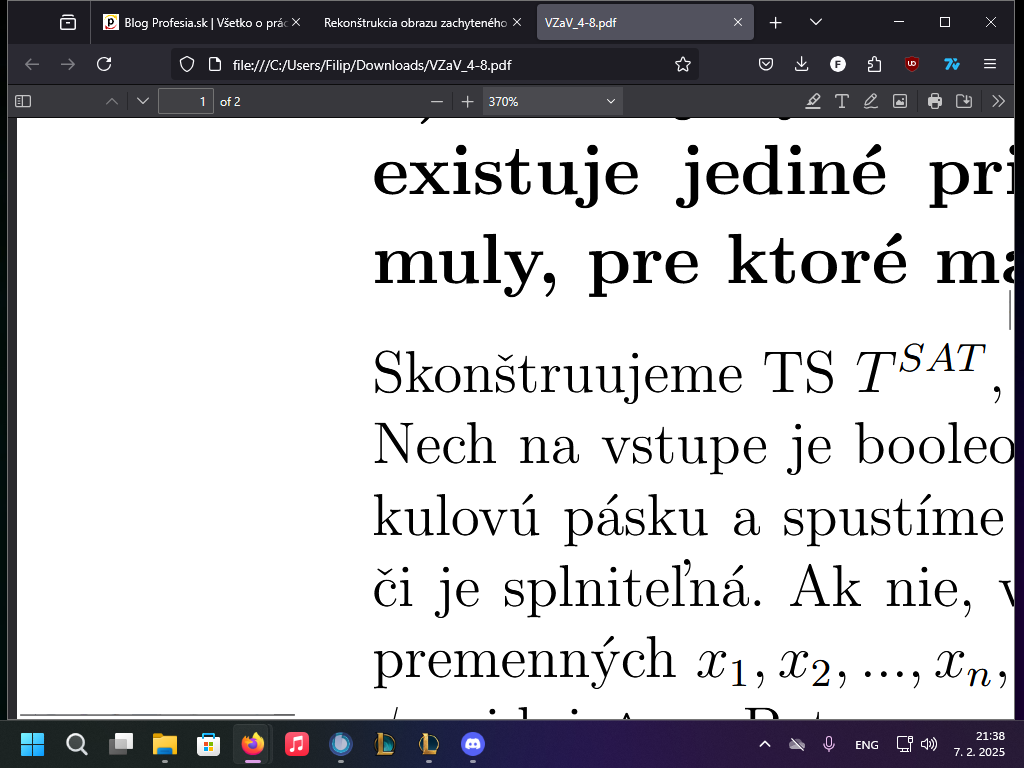 Blog Profesia.sk | Všetko o prác
Rekonštrukcia obrazu zachyteného
VZaV_4-8.pdf
file:///C:/Users/Filip/Downloads/VZaV_4-8.pdf
1 of 2
370%
existuje jediné pri
muly, pre ktoré ma
Skonštruujeme TS T^{SAT},
Nech na vstupe je booleo
kulovú pásku a spustíme
či je splniteľná. Ak nie, v
premenných x_1, x_2, ..., x_n,
ENG
21:38
7. 2. 2025